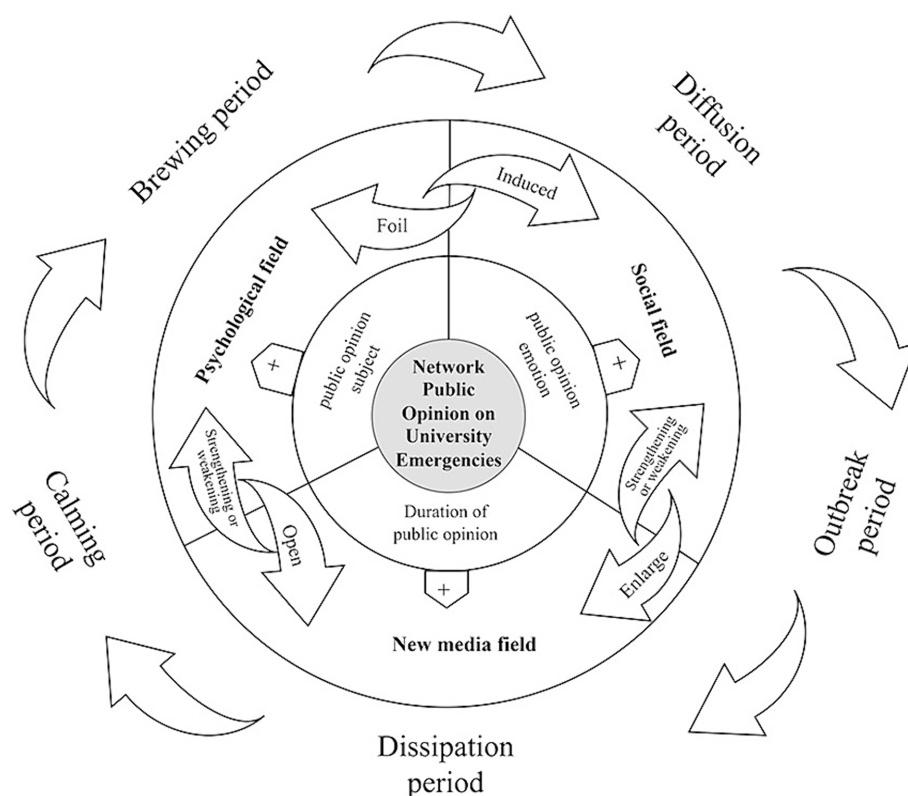 Brewing period
Diffusion
period
Induced
Foil
Psychological field
Social field
public opinion
subject
public opinion
emotion
+
+
Network
Public
Opinion on
University
Emergencies
Strengthening or
weakening
Strengthening or weakening
Calming
period
Outbreak
period
Duration of
public opinion
Open
Enlarge
+
New media field
Dissipation
period